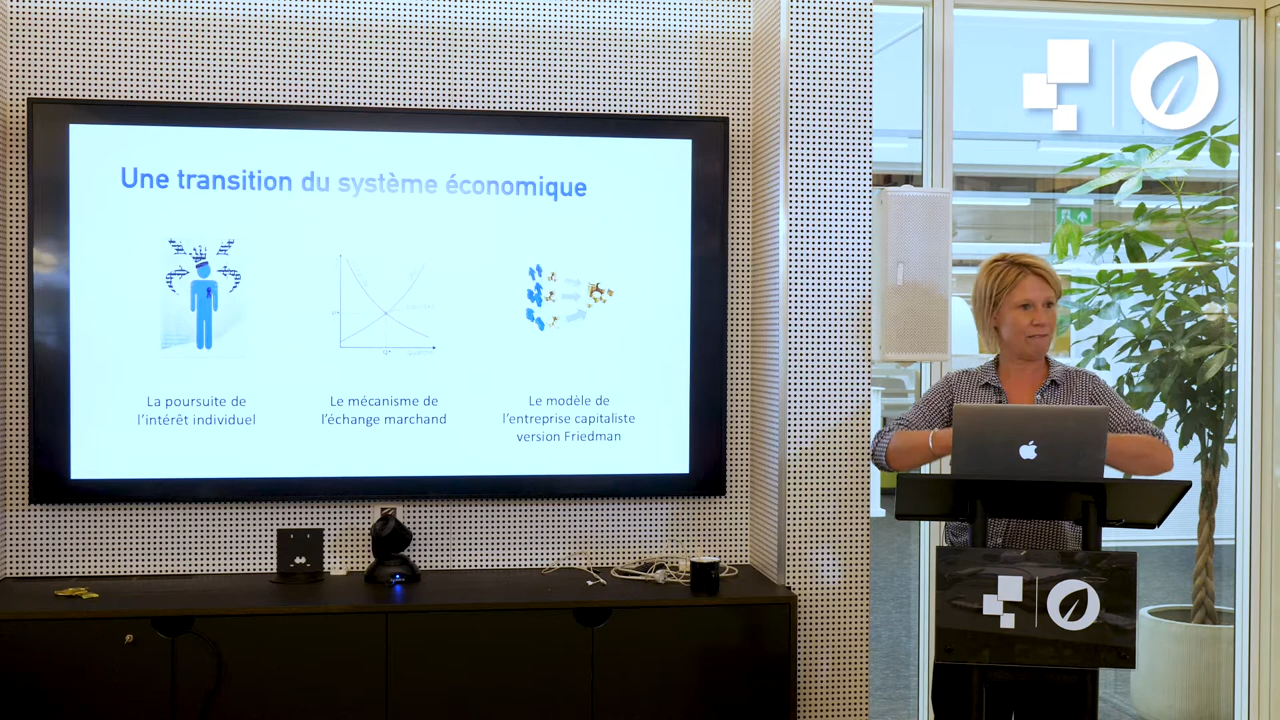 Une transition du système économique
La poursuite de
l'intérêt individuel
Le mécanisme de
l'échange marchand
Le modèle de
l'entreprise capitaliste
version Friedman